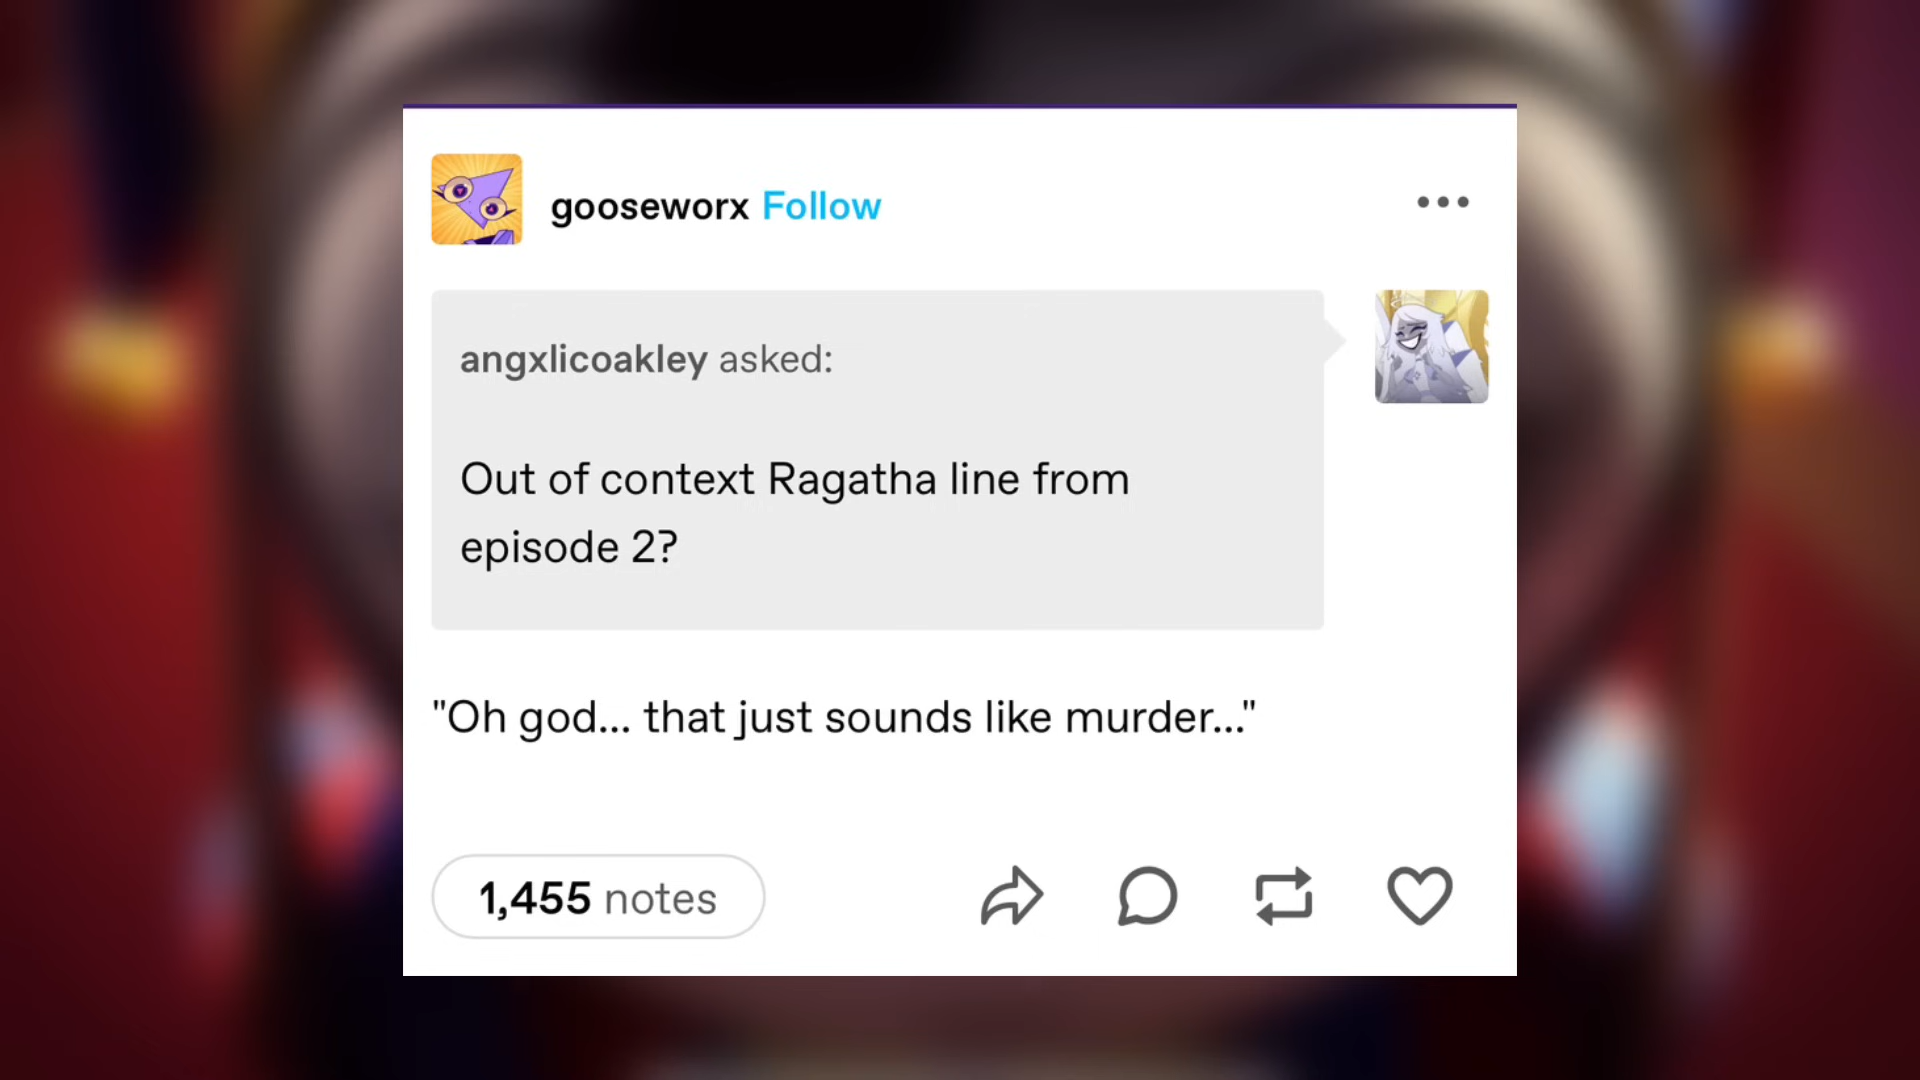 gooseworx Follow
angxlicoakley asked:
Out of context Ragatha line from
episode 2?
"Oh god... that just sounds like murder..."
1,455 notes